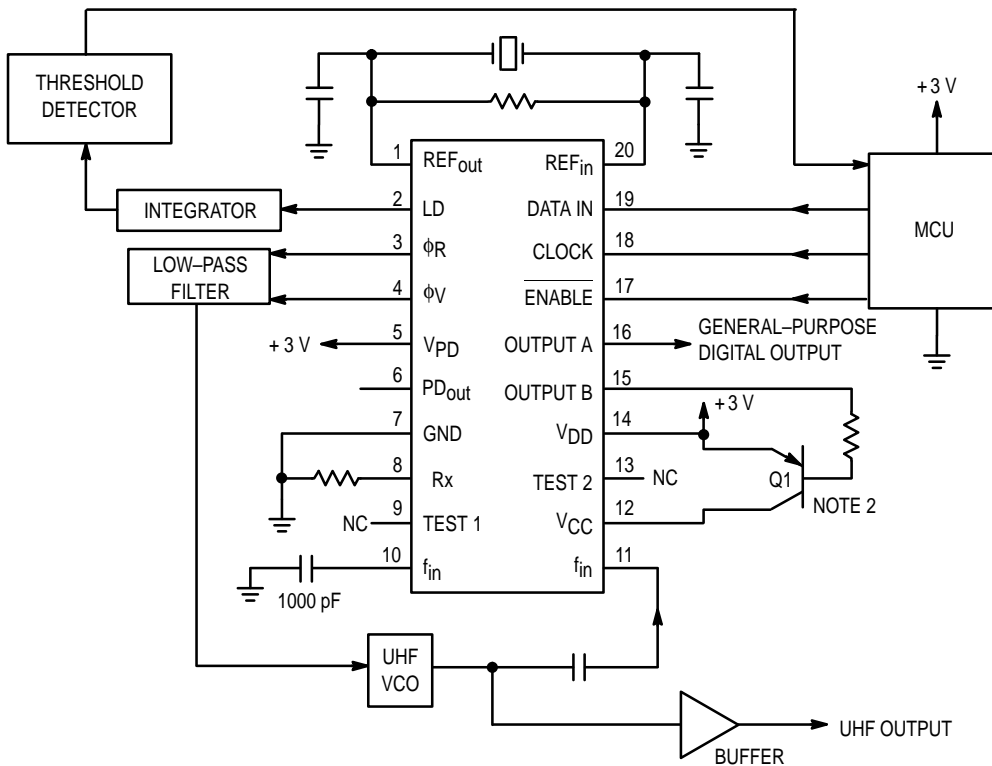 THRESHOLD
DETECTOR
+ 3 V
1
REFout
REFin
20
INTEGRATOR
2
LD
DATA IN
19
MCU
3
ϕR
CLOCK
18
LOW–PASS
FILTER
4
ϕV
ENABLE
17
GENERAL–PURPOSE
DIGITAL OUTPUT
+ 3 V
5
VPD
OUTPUT A
16
6
PDout
OUTPUT B
15
+ 3 V
7
GND
VDD
14
8
Rx
TEST 2
13
NC
Q1
NOTE 2
NC
9
TEST 1
VCC
12
10
fin
fin
11
1000 pF
UHF
VCO
UHF OUTPUT
BUFFER